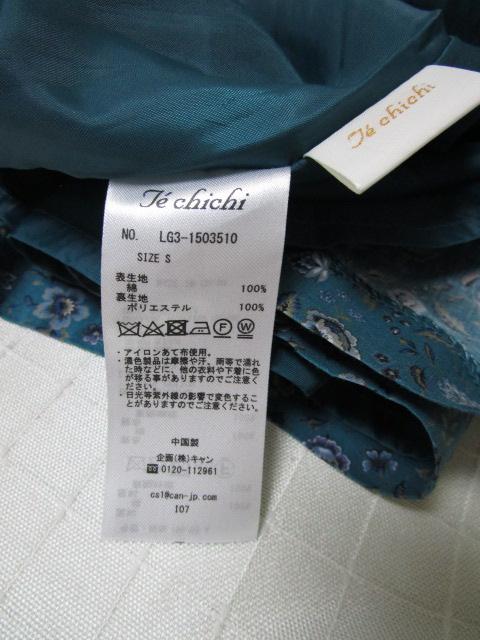 Té chichi
Té chichi
NO. LG3-1503510
SIZE S
表生地
綿 100%
裏生地
ポリエステル 100%
・アイロンあて布使用。
・濃色製品は摩擦や汗、雨等で濡れ
た時などに、他の衣料や下着に色
が移る事がありますのでご注意く
ださい。
・日光等紫外線の影響で変色するこ
とがありますのでご注意ください。
中国製
企画(株)キャン
☎0120-112961
cs1@can-jp.com
I07